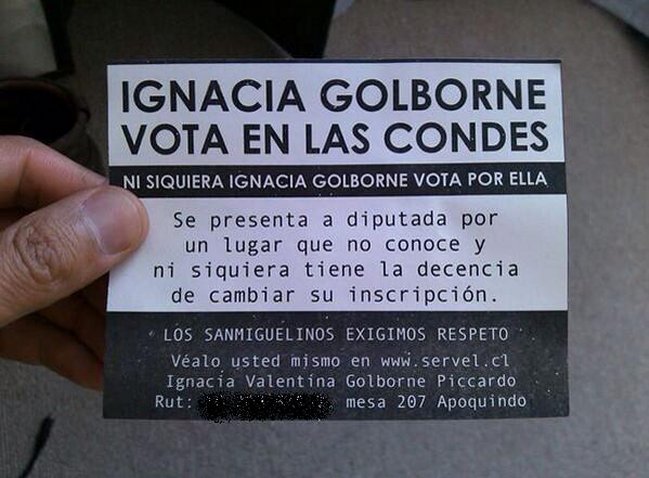 IGNACIA GOLBORNE
VOTA EN LAS CONDES
NI SIQUIERA IGNACIA GOLBORNE VOTA POR ELLA
Se presenta a diputada por
un lugar que no conoce y
ni siquiera tiene la decencia
de cambiar su inscripción.
LOS SANMIGUELINOS EXIGIMOS RESPETO
Véalo usted mismo en www.servel.cl
Ignacia Valentina Golborne Piccardo
Rut: mesa 207 Apoquindo